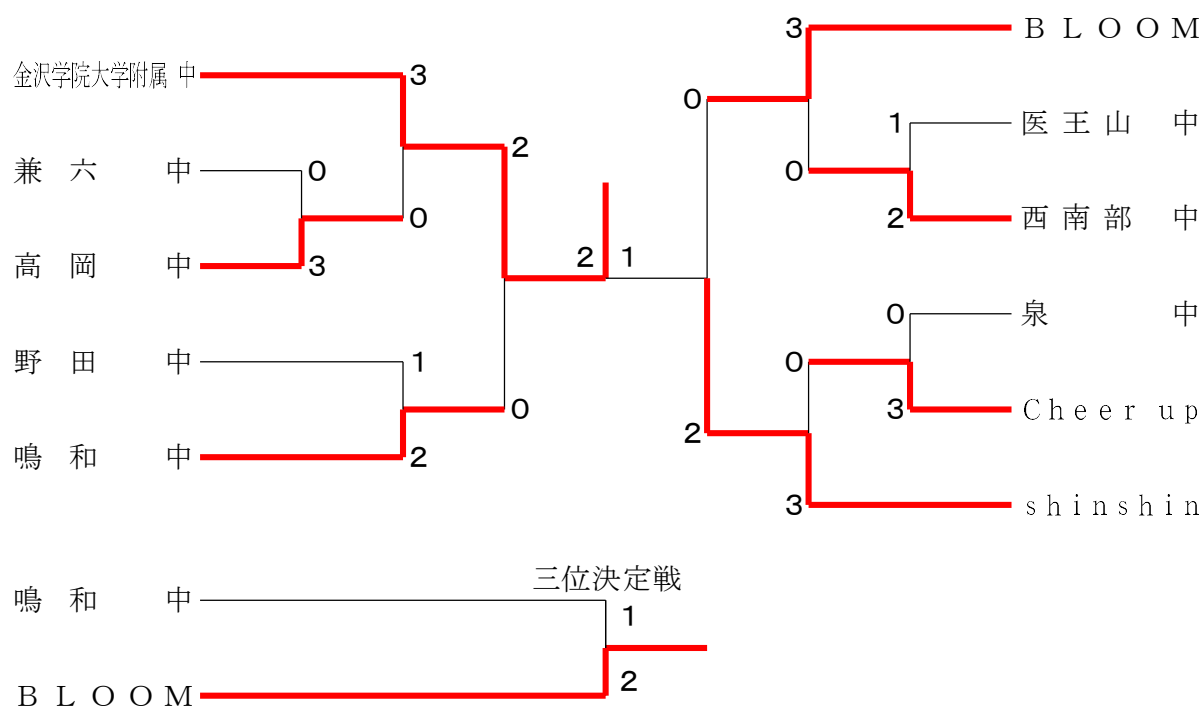 金沢学院大学附属 中
3
兼 六 中
0
0
高 岡 中
3
2
野 田 中
1
0
鳴 和 中
2
2 1
3
B L O O M
0
1
医 王 山 中
0
2
西 南 部 中
0
泉 中
0
3
Cheer up
2
3
shinshin
三位決定戦
鳴 和 中
1
B L O O M
2